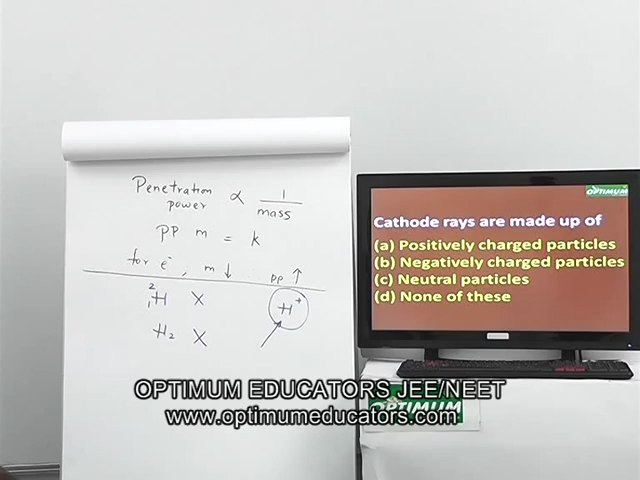 Penetration power ∝ 1/mass
PP m = k
for e⁻, m ↓ pp ↑
²₁H X
H⁺
H₂ X
OPTIMUM
Cathode rays are made up of
(a) Positively charged particles
(b) Negatively charged particles
(c) Neutral particles
(d) None of these
OPTIMUM EDUCATORS JEE/NEET
OPTIMUM
www.optimumeducators.com